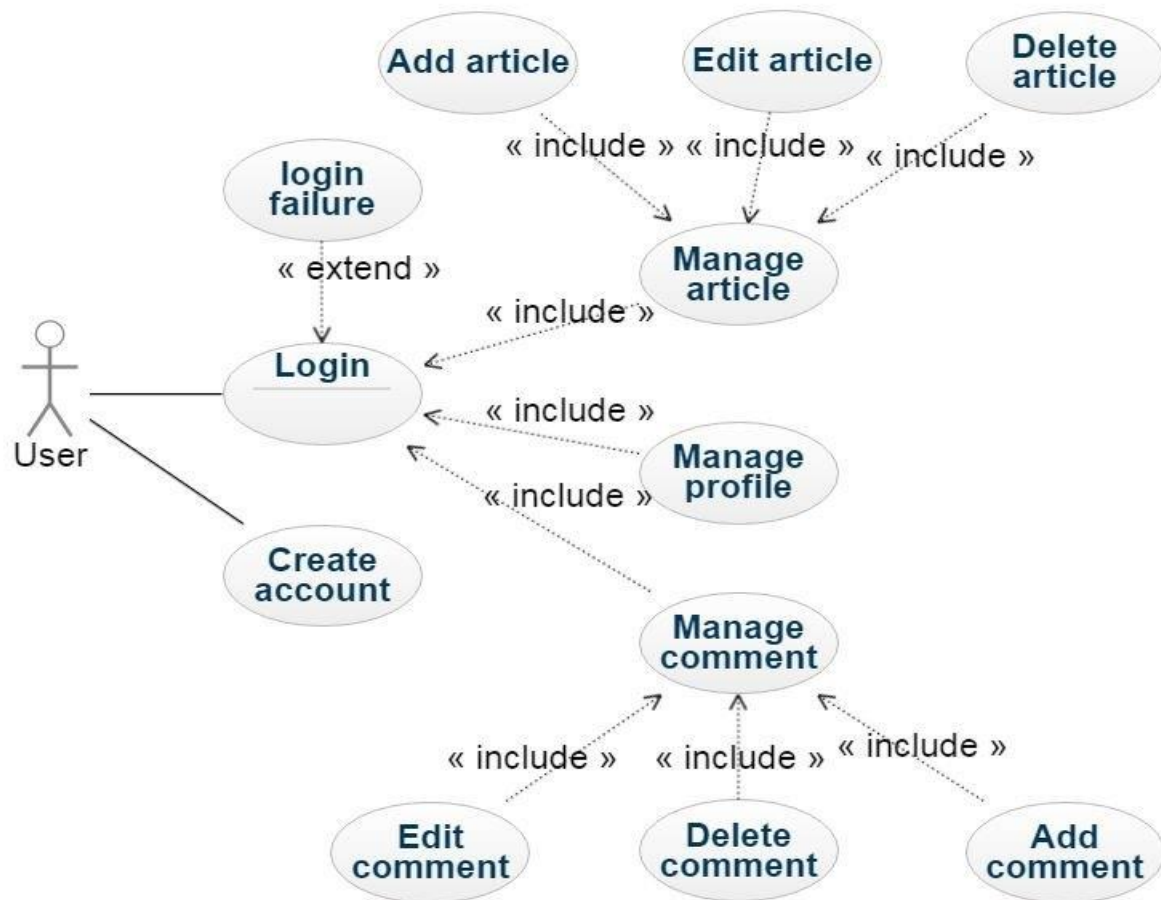 Add article
Edit article
Delete
article
« include »
« include »
« include »
login
failure
« extend »
Manage
article
« include »
Login
User
« include »
Manage
profile
« include »
Create
account
Manage
comment
« include »
« include »
« include »
Edit
comment
Delete
comment
Add
comment